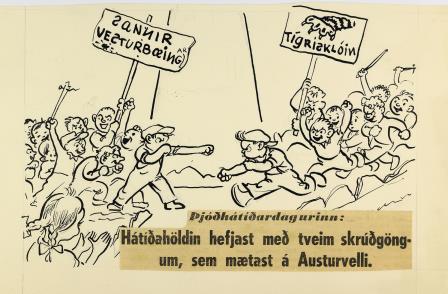 SANNIR
VESTURBÆINGAR
TÍGRISKLÓIN
Þjóðhátíðardagurinn:
Hátíðahöldin hefjast með tveim skrúðgöng-
um, sem mætast á Austurvelli.